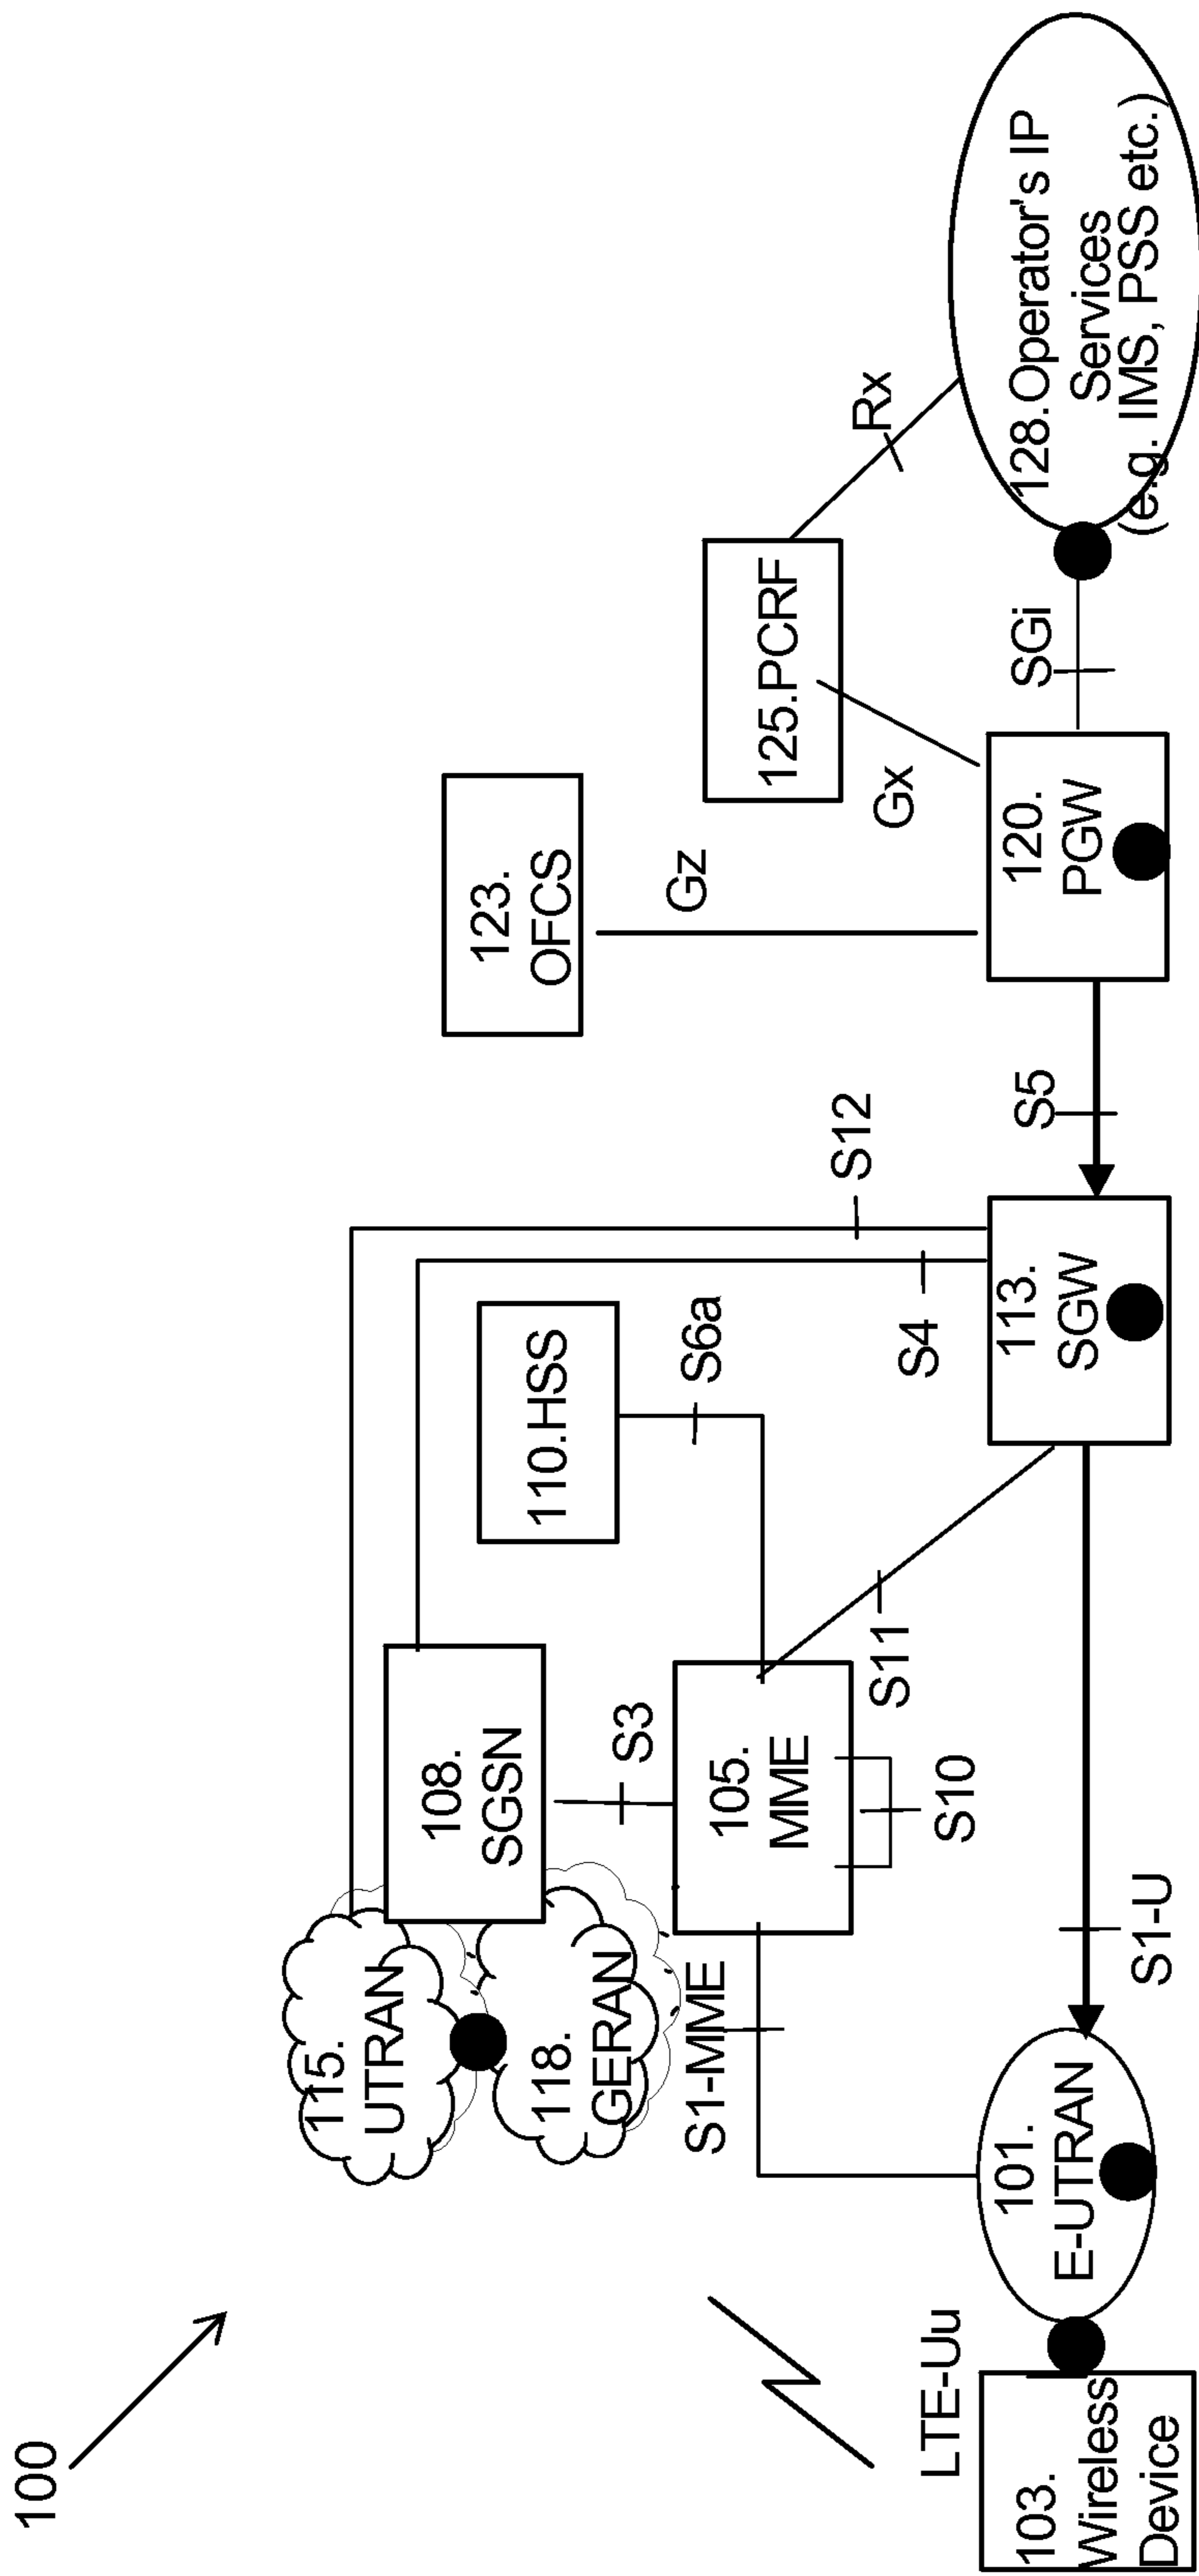 100
115.
UTRAN
118.
GERAN
108.
SGSN
S12
S4
110.HSS
S6a
S3
105.
MME
S1-MME
S10
S11
123.
OFCS
Gz
125.PCRF
Gx
Rx
LTE-Uu
103.
Wireless
Device
101.
E-UTRAN
S1-U
113.
SGW
S5
120.
PGW
SGi
128.Operator's IP
Services
(e.g. IMS, PSS etc.)